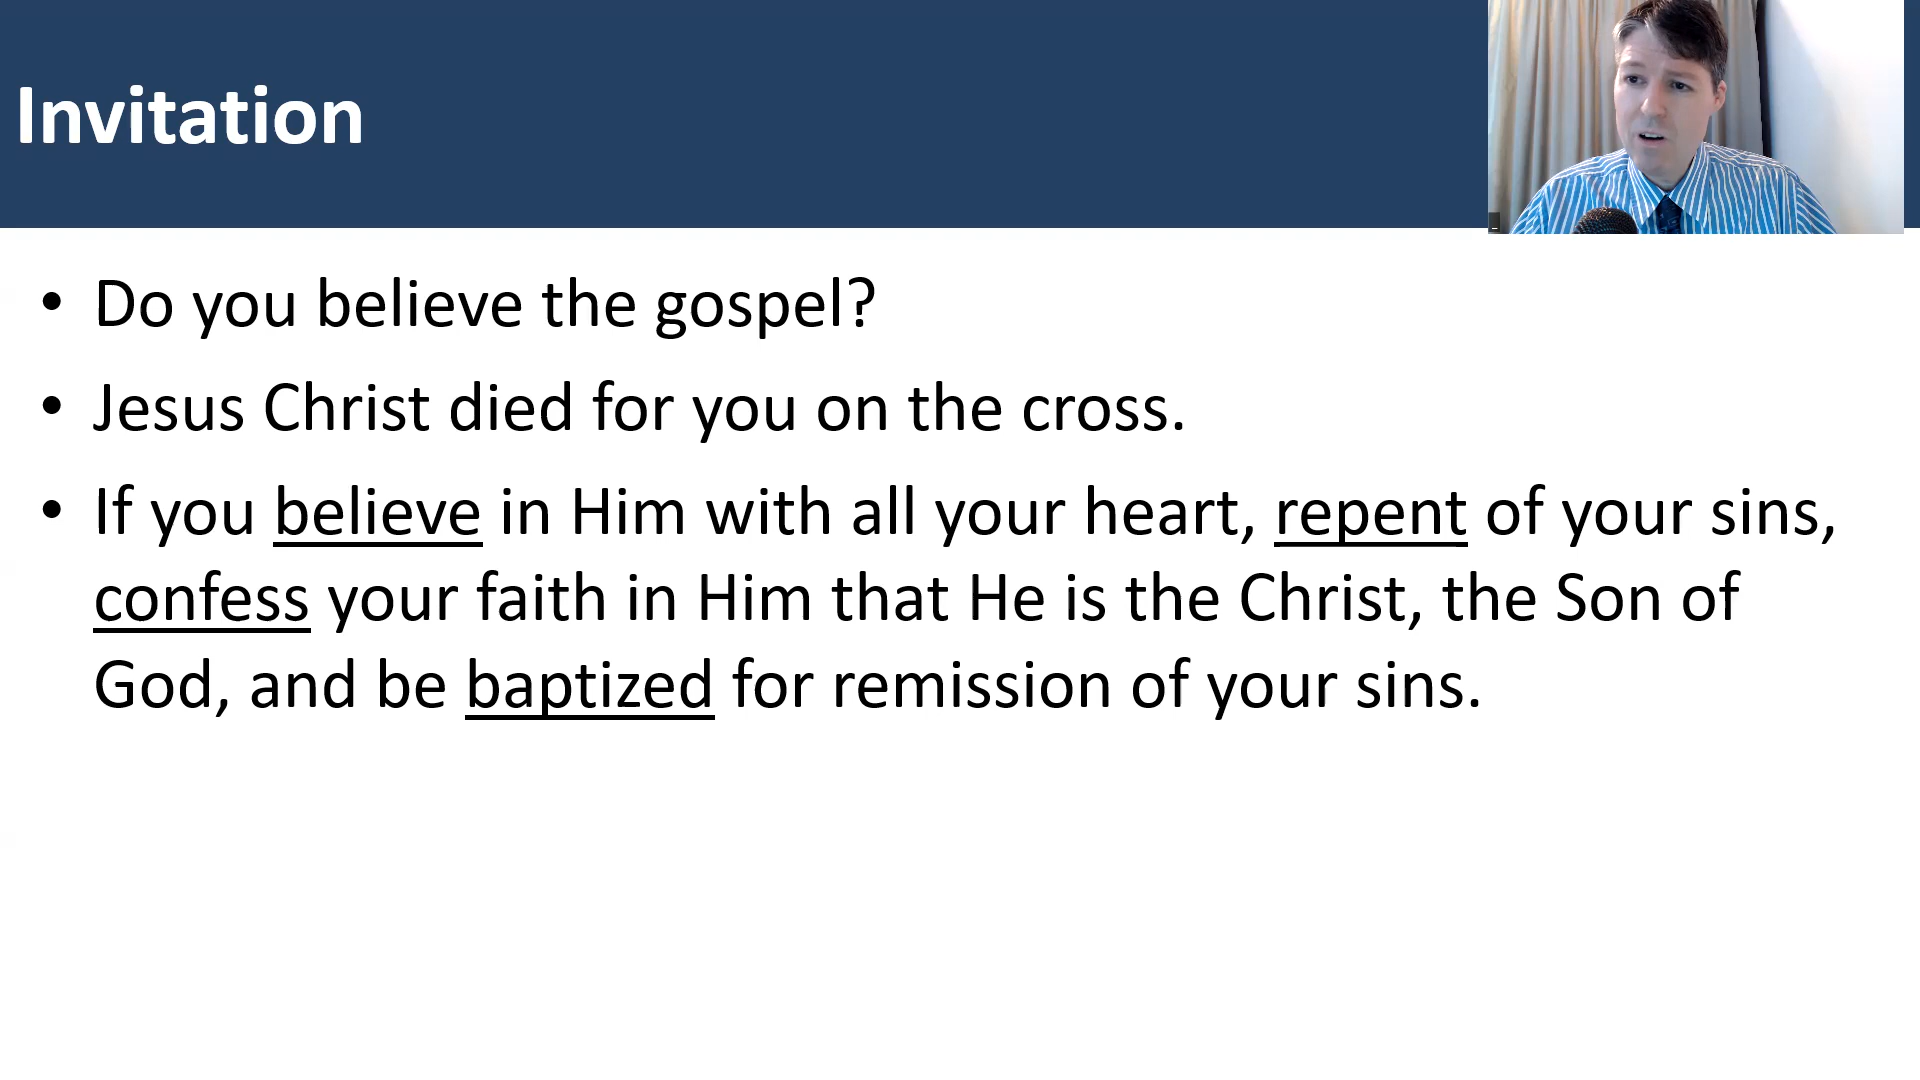 Invitation
• Do you believe the gospel?
• Jesus Christ died for you on the cross.
• If you believe in Him with all your heart, repent of your sins,
confess your faith in Him that He is the Christ, the Son of
God, and be baptized for remission of your sins.